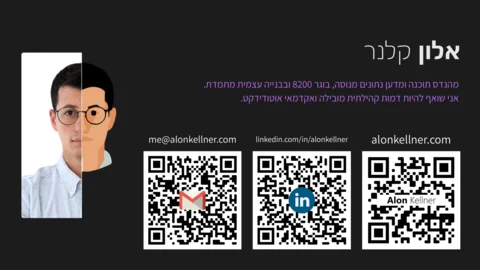 אלון קלנר
מהנדס תוכנה ומדען נתונים מנוסה, בוגר 8200 ובבנייה עצמית מתמדת.
אני שואף להיות דמות קהילתית מובילה ואקדמאי אוטודידקט.
me@alonkellner.com
linkedin.com/in/alonkellner
alonkellner.com
in
Alon Kellner